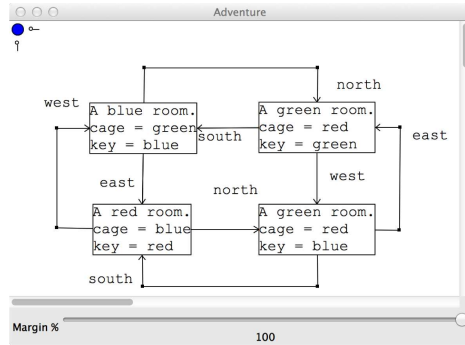 Adventure
north
west
A blue room.
cage = green
key = blue
A green room.
cage = red
key = green
south
east
east
west
north
A red room.
cage = blue
key = red
A green room.
cage = red
key = blue
south
Margin %
100